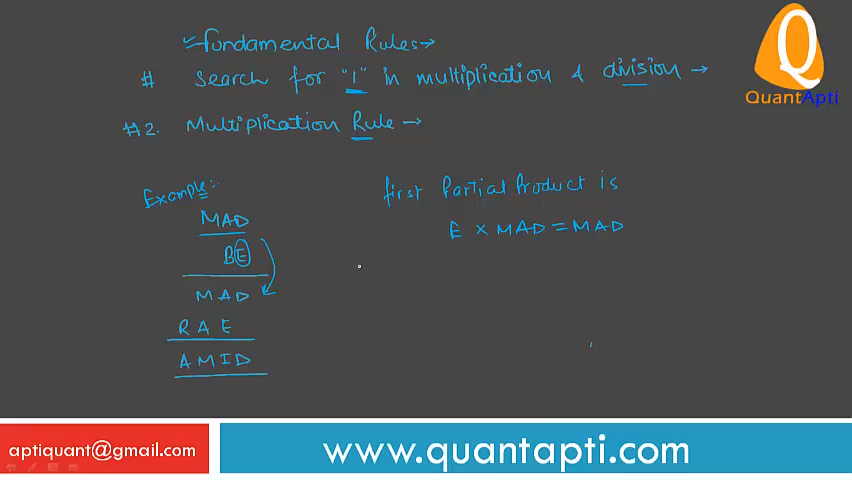 Fundamental Rules→
# Search for "1" in multiplication & division →
#2. Multiplication Rule →
QuantApti
Example:-
first Partial Product is
MAD
E × MAD = MAD
BE
MAD
RAE
AMID
aptiquant@gmail.com
www.quantapti.com